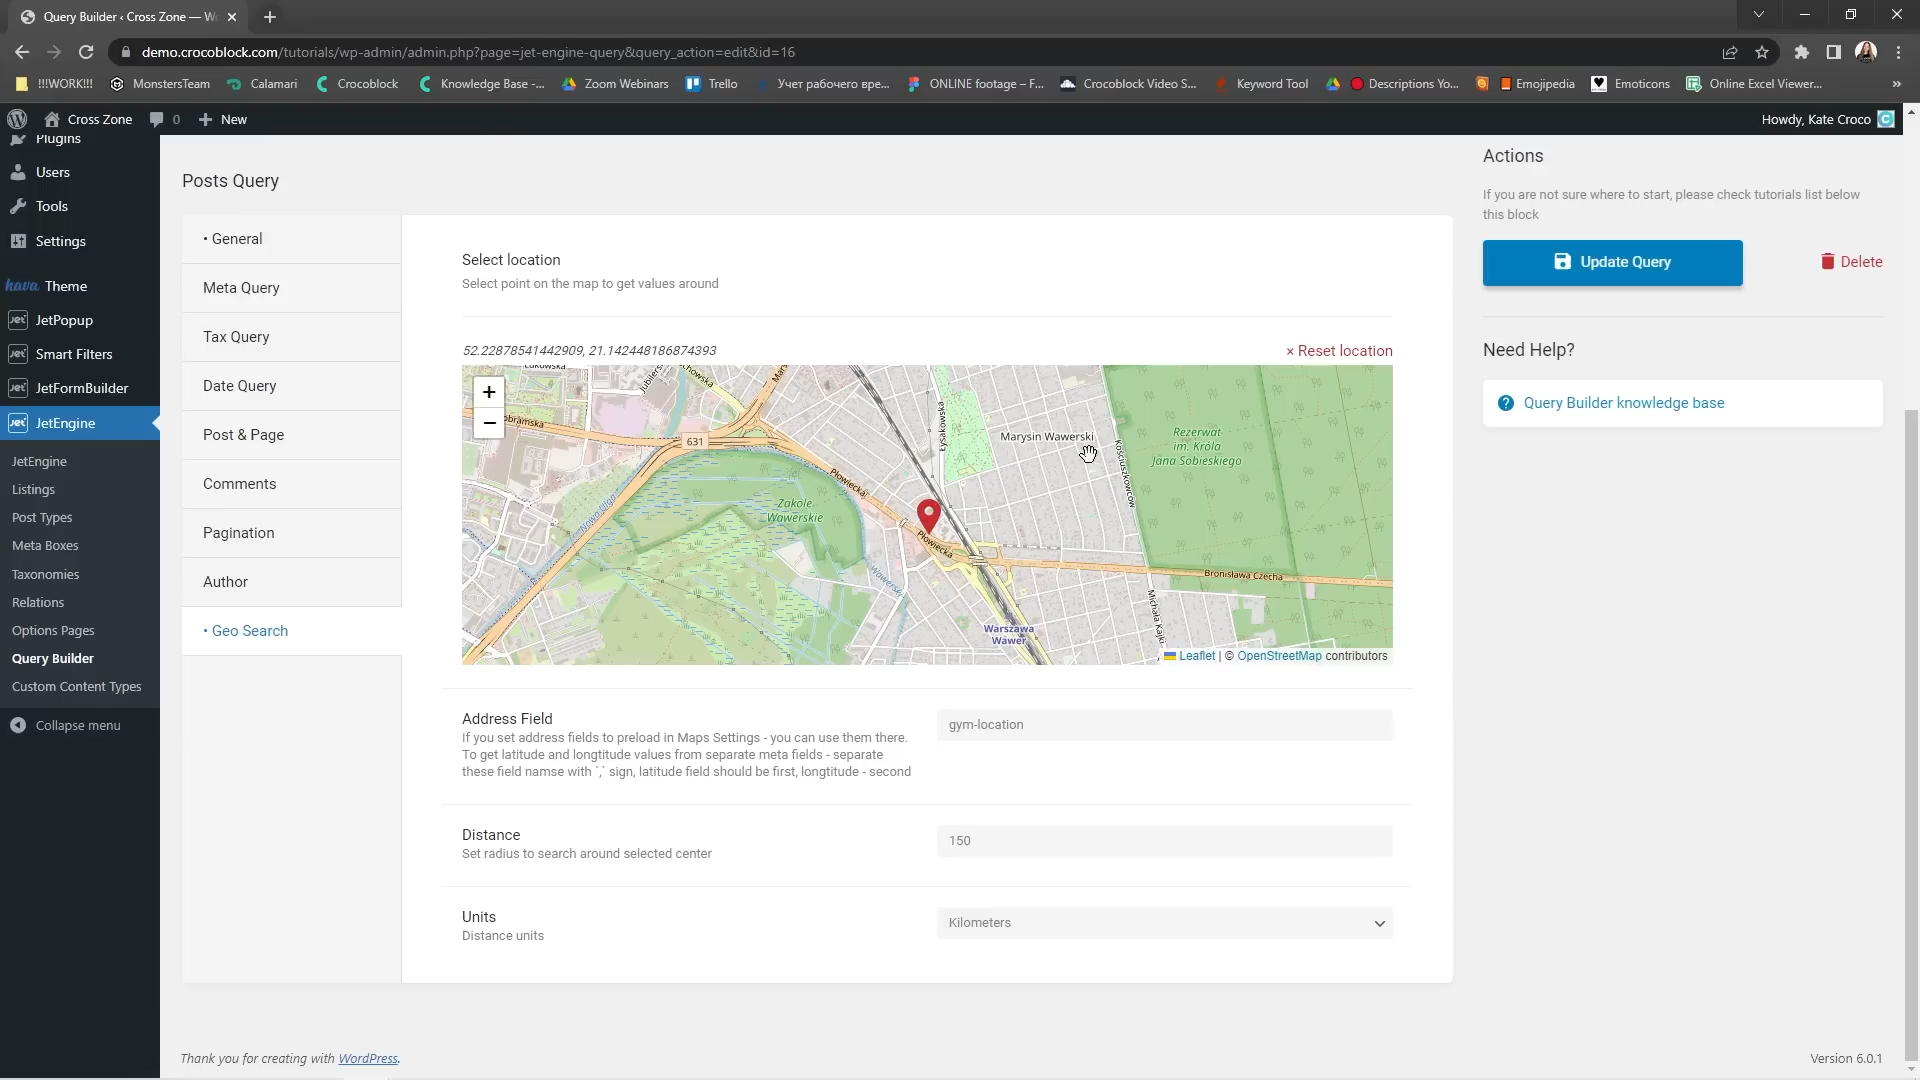 Query Builder ‹ Cross Zone — W
demo.crocoblock.com/tutorials/wp-admin/admin.php?page=jet-engine-query&query_action=edit&id=16
!!!WORK!!!
MonstersTeam
Calamari
Crocoblock
Knowledge Base -...
Zoom Webinars
Trello
Учет рабочего вре...
ONLINE footage – F...
Crocoblock Video S...
Keyword Tool
Descriptions Yo...
Emojipedia
Emoticons
Online Excel Viewer...
»
Cross Zone
0
+ New
Howdy, Kate Croco
Plugins
Users
Tools
Settings
hava Theme
Jet JetPopup
Jet Smart Filters
Jet JetFormBuilder
Jet JetEngine
JetEngine
Listings
Post Types
Meta Boxes
Taxonomies
Relations
Options Pages
Query Builder
Custom Content Types
Collapse menu
Posts Query
• General
Meta Query
Tax Query
Date Query
Post & Page
Comments
Pagination
Author
• Geo Search
Select location
Select point on the map to get values around
52.22878541442909, 21.142448186874393
× Reset location
+
−
631
Marysin Wawerski
Rezerwat
im. Króla
Jana Sobieskiego
Łysakowska
Kościuszkowców
Płowiecka
Zakole
Wawerskie
Płowiecka
Bronisława Czecha
Michała Kajki
Warszawa
Wawer
Leaflet | © OpenStreetMap contributors
Address Field
If you set address fields to preload in Maps Settings - you can use them there.
To get latitude and longtitude values from separate meta fields - separate
these field namse with `,` sign, latitude field should be first, longtitude - second
gym-location
Distance
Set radius to search around selected center
150
Units
Distance units
Kilometers
Actions
If you are not sure where to start, please check tutorials list below
this block
Update Query
Delete
Need Help?
Query Builder knowledge base
Thank you for creating with WordPress.
Version 6.0.1